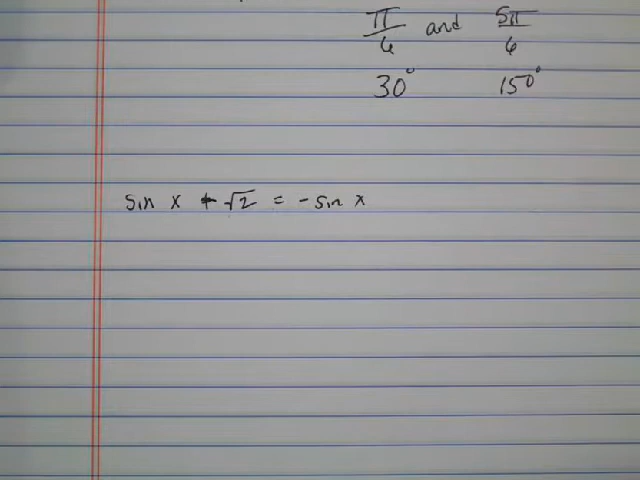 π/6 and 5π/6
30° 150°
sin x + √2 = - sin x